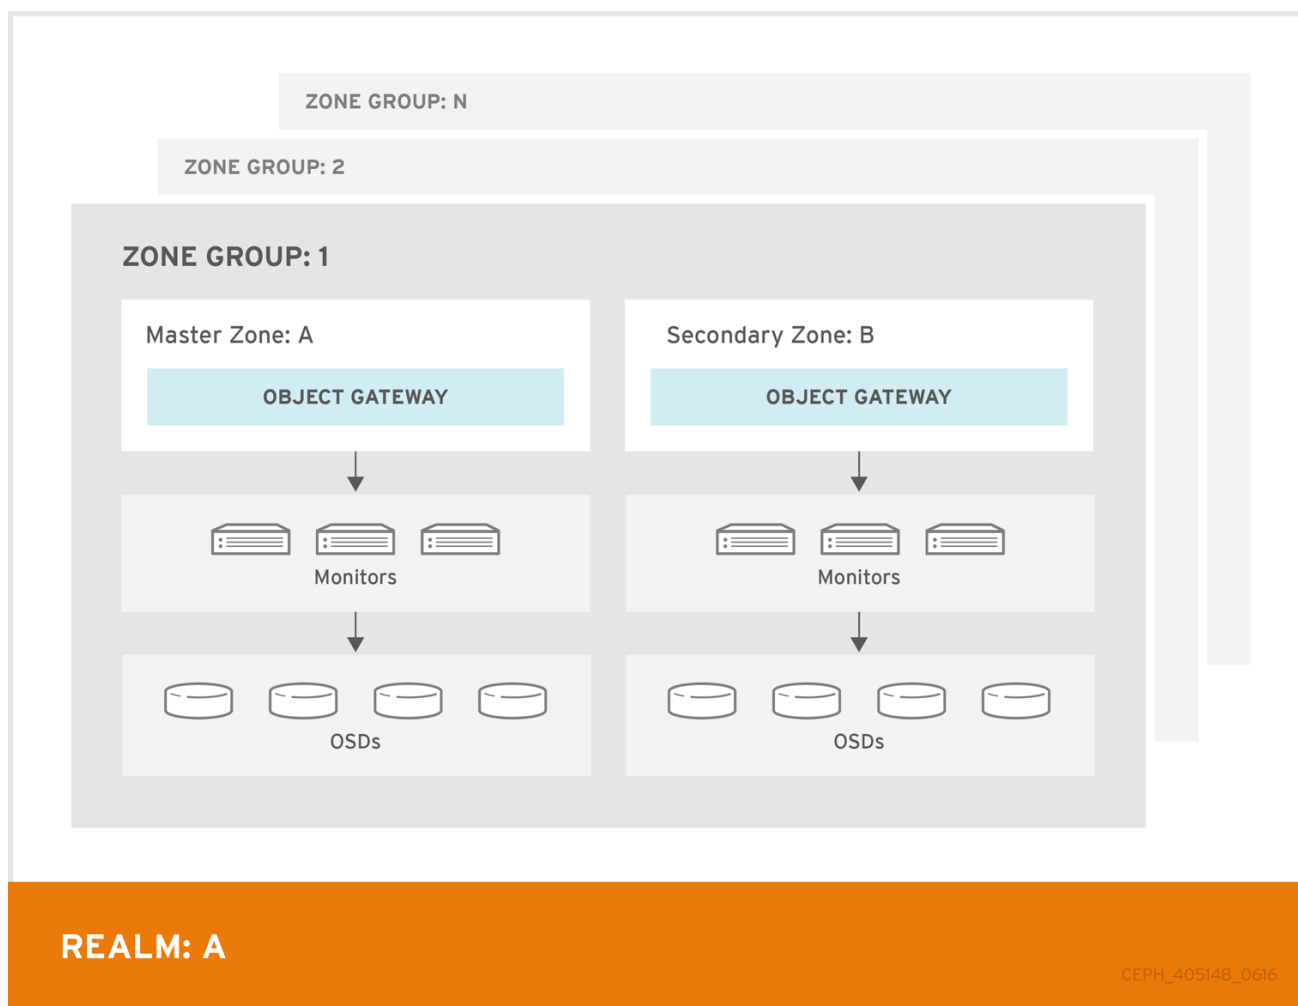 ZONE GROUP: N
ZONE GROUP: 2
ZONE GROUP: 1
Master Zone: A
Secondary Zone: B
OBJECT GATEWAY
OBJECT GATEWAY
Monitors
Monitors
OSDs
OSDs
REALM: A
CEPH_405148_0616